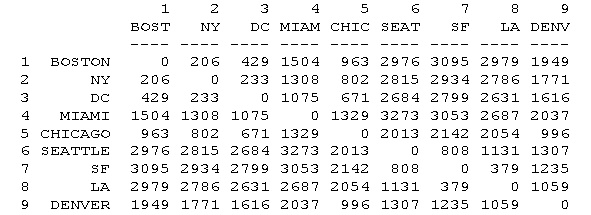 1 2 3 4 5 6 7 8 9
BOST NY DC MIAM CHIC SEAT SF LA DENV
---- ---- ---- ---- ---- ---- ---- ---- ----
1 BOSTON 0 206 429 1504 963 2976 3095 2979 1949
2 NY 206 0 233 1308 802 2815 2934 2786 1771
3 DC 429 233 0 1075 671 2684 2799 2631 1616
4 MIAMI 1504 1308 1075 0 1329 3273 3053 2687 2037
5 CHICAGO 963 802 671 1329 0 2013 2142 2054 996
6 SEATTLE 2976 2815 2684 3273 2013 0 808 1131 1307
7 SF 3095 2934 2799 3053 2142 808 0 379 1235
8 LA 2979 2786 2631 2687 2054 1131 379 0 1059
9 DENVER 1949 1771 1616 2037 996 1307 1235 1059 0